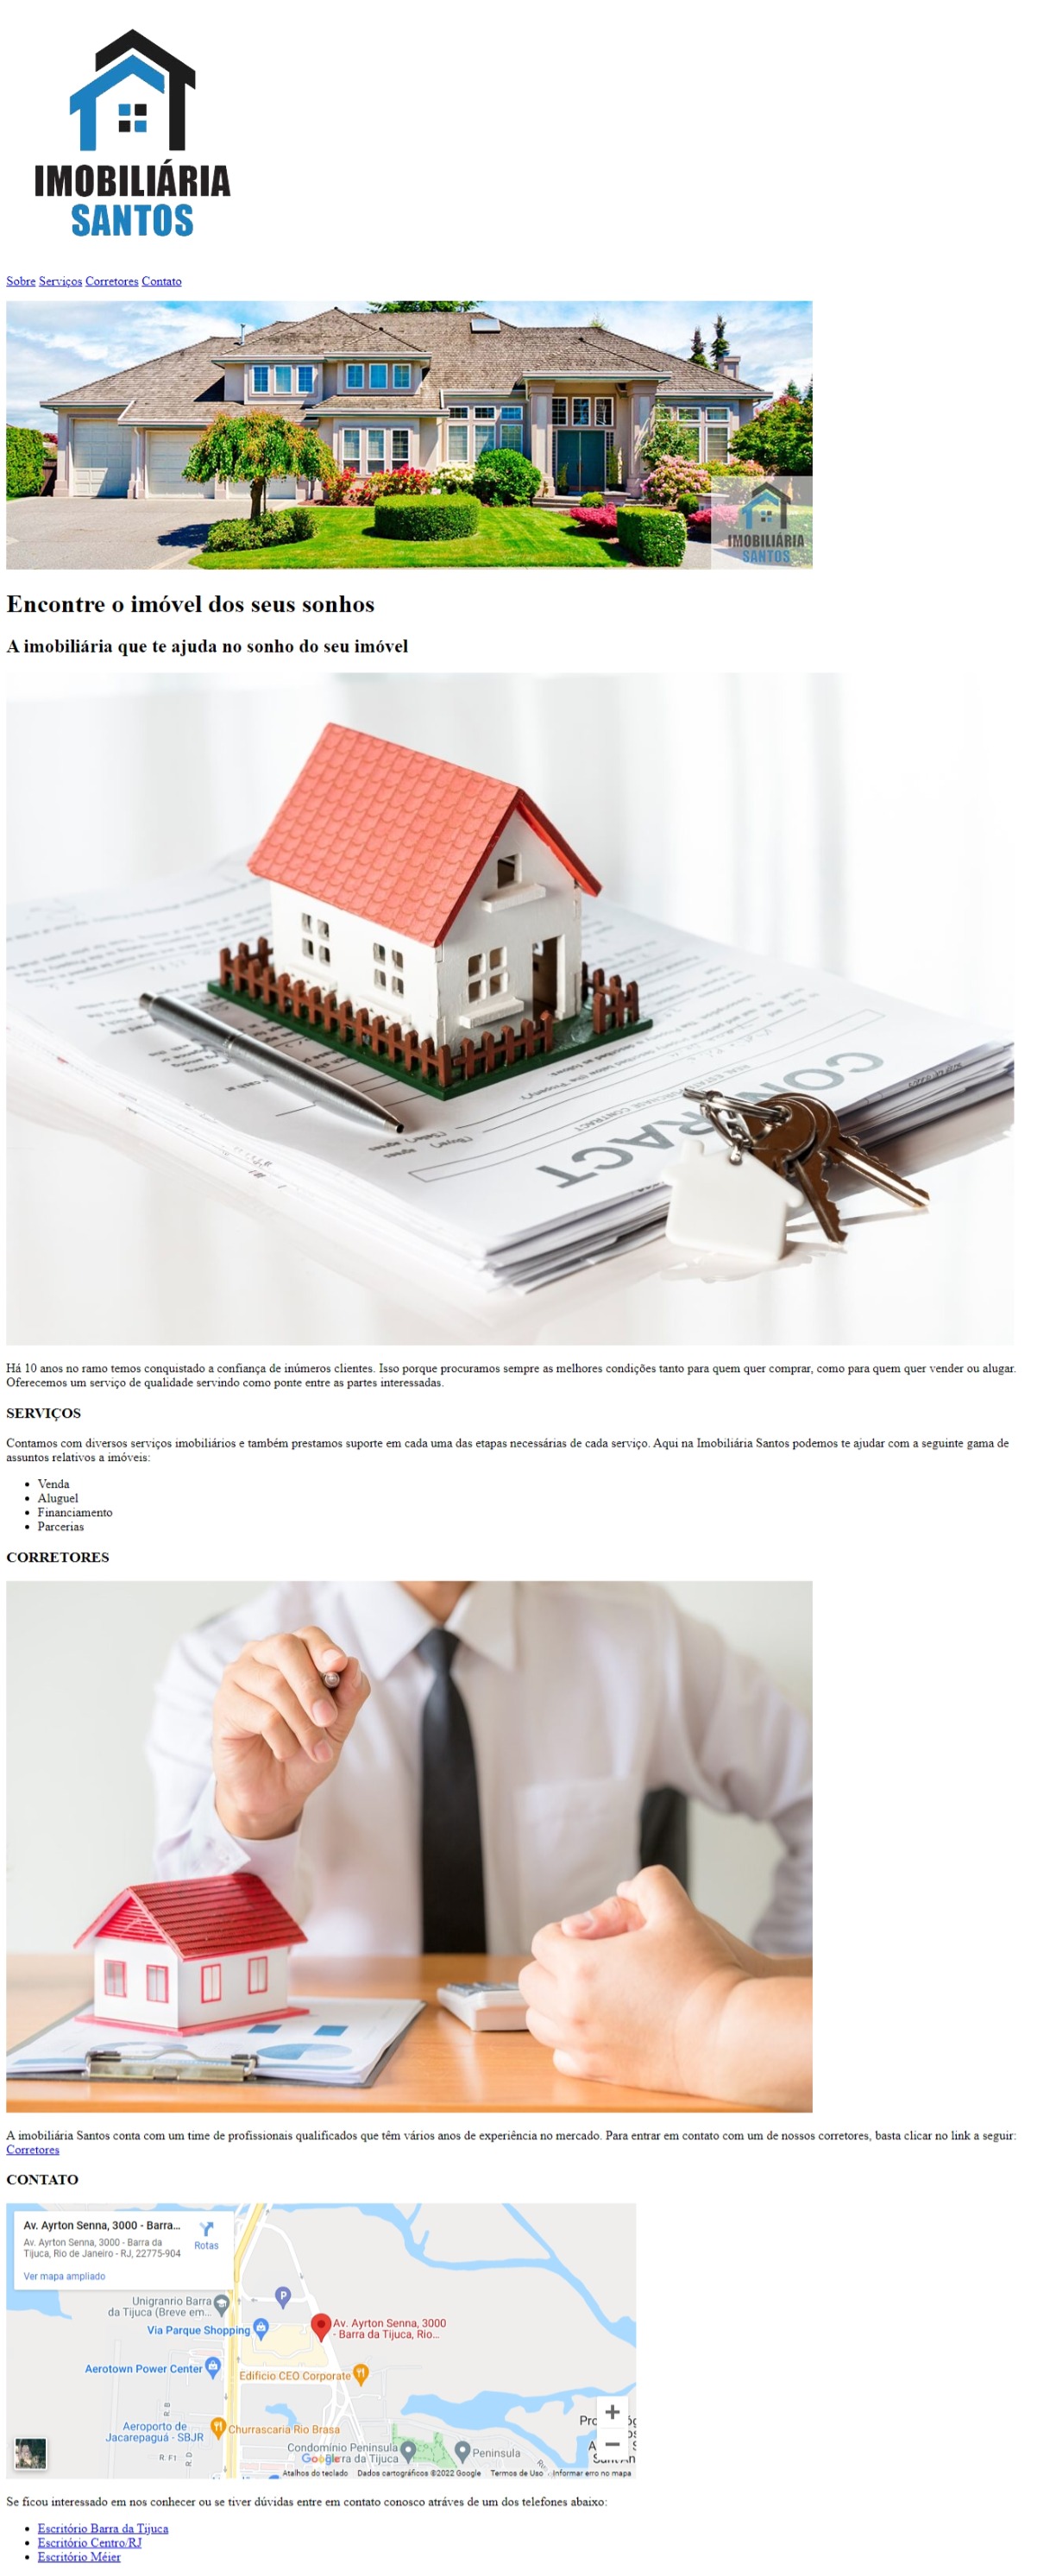 IMOBILIÁRIA
SANTOS
Sobre Serviços Corretores Contato
IMOBILIÁRIA
SANTOS
Encontre o imóvel dos seus sonhos
A imobiliária que te ajuda no sonho do seu imóvel
CONTRACT
PURCHASE CONTRACT
Há 10 anos no ramo temos conquistado a confiança de inúmeros clientes. Isso porque procuramos sempre as melhores condições tanto para quem quer comprar, como para quem quer vender ou alugar.
Oferecemos um serviço de qualidade servindo como ponte entre as partes interessadas.
SERVIÇOS
Contamos com diversos serviços imobiliários e também prestamos suporte em cada uma das etapas necessárias de cada serviço. Aqui na Imobiliária Santos podemos te ajudar com a seguinte gama de
assuntos relativos a imóveis:
Venda
Aluguel
Financiamento
Parcerias
CORRETORES
A imobiliária Santos conta com um time de profissionais qualificados que têm vários anos de experiência no mercado. Para entrar em contato com um de nossos corretores, basta clicar no link a seguir:
Corretores
CONTATO
Av. Ayrton Senna, 3000 - Barra...
Av. Ayrton Senna, 3000 - Barra da
Tijuca, Rio de Janeiro - RJ, 22775-904
Rotas
Ver mapa ampliado
P
Unigranrio Barra
da Tijuca (Breve em...
Via Parque Shopping
Av. Ayrton Senna, 3000
- Barra da Tijuca, Rio...
Aerotown Power Center
Edifício CEO Corporate
R. B
Aeroporto de
Jacarepaguá - SBJR
Churrascaria Rio Brasa
R. F1
R. D
Condomínio Península
Barra da Tijuca
Google
Península
Atalhos do teclado Dados cartográficos ©2022 Google Termos de Uso Informar erro no mapa
Se ficou interessado em nos conhecer ou se tiver dúvidas entre em contato conosco atráves de um dos telefones abaixo:
Escritório Barra da Tijuca
Escritório Centro/RJ
Escritório Méier